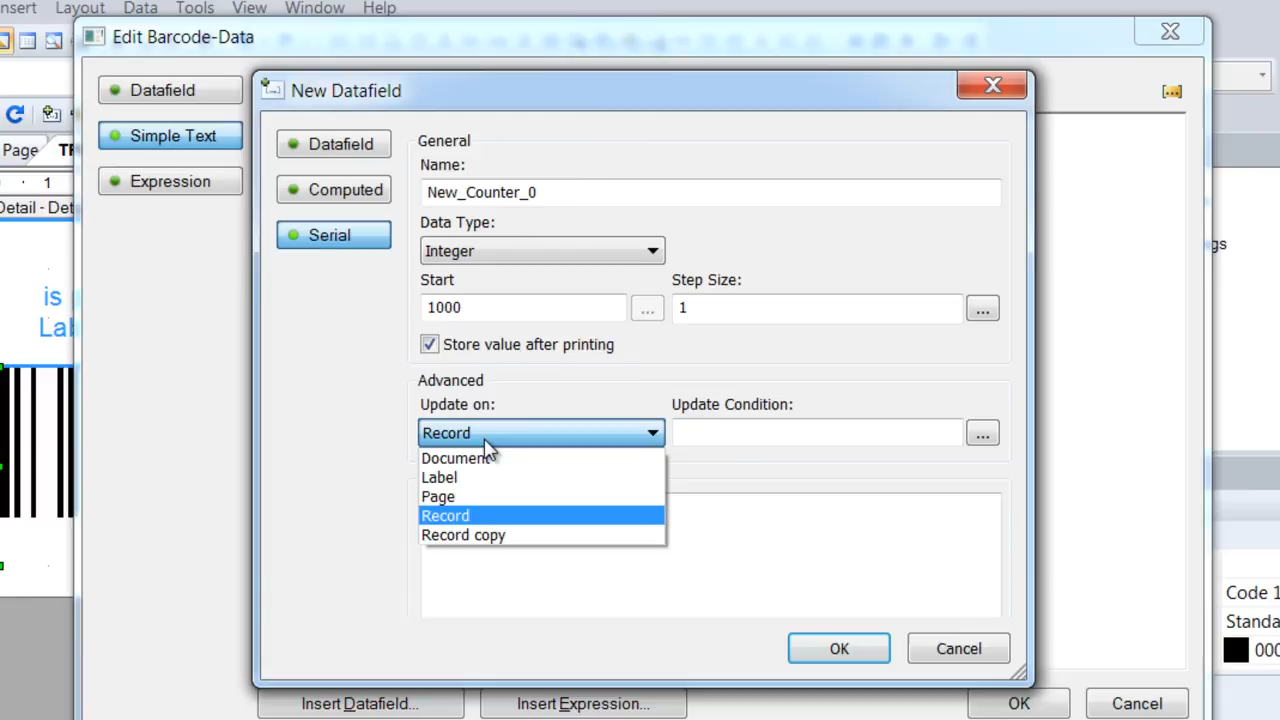 nsert Layout Data Tools View Window Help
Edit Barcode-Data
New Datafield
Datafield
Simple Text
Expression
Page
1
Detail - Det
is
Lab
Datafield
Computed
Serial
General
Name:
New_Counter_0
Data Type:
Integer
Start
Step Size:
1000
...
1
...
Store value after printing
Advanced
Update on:
Update Condition:
Record
...
Document
Label
Page
Record
Record copy
OK
Cancel
Insert Datafield...
Insert Expression...
OK
Cancel
gs
Code 1
Standa
000